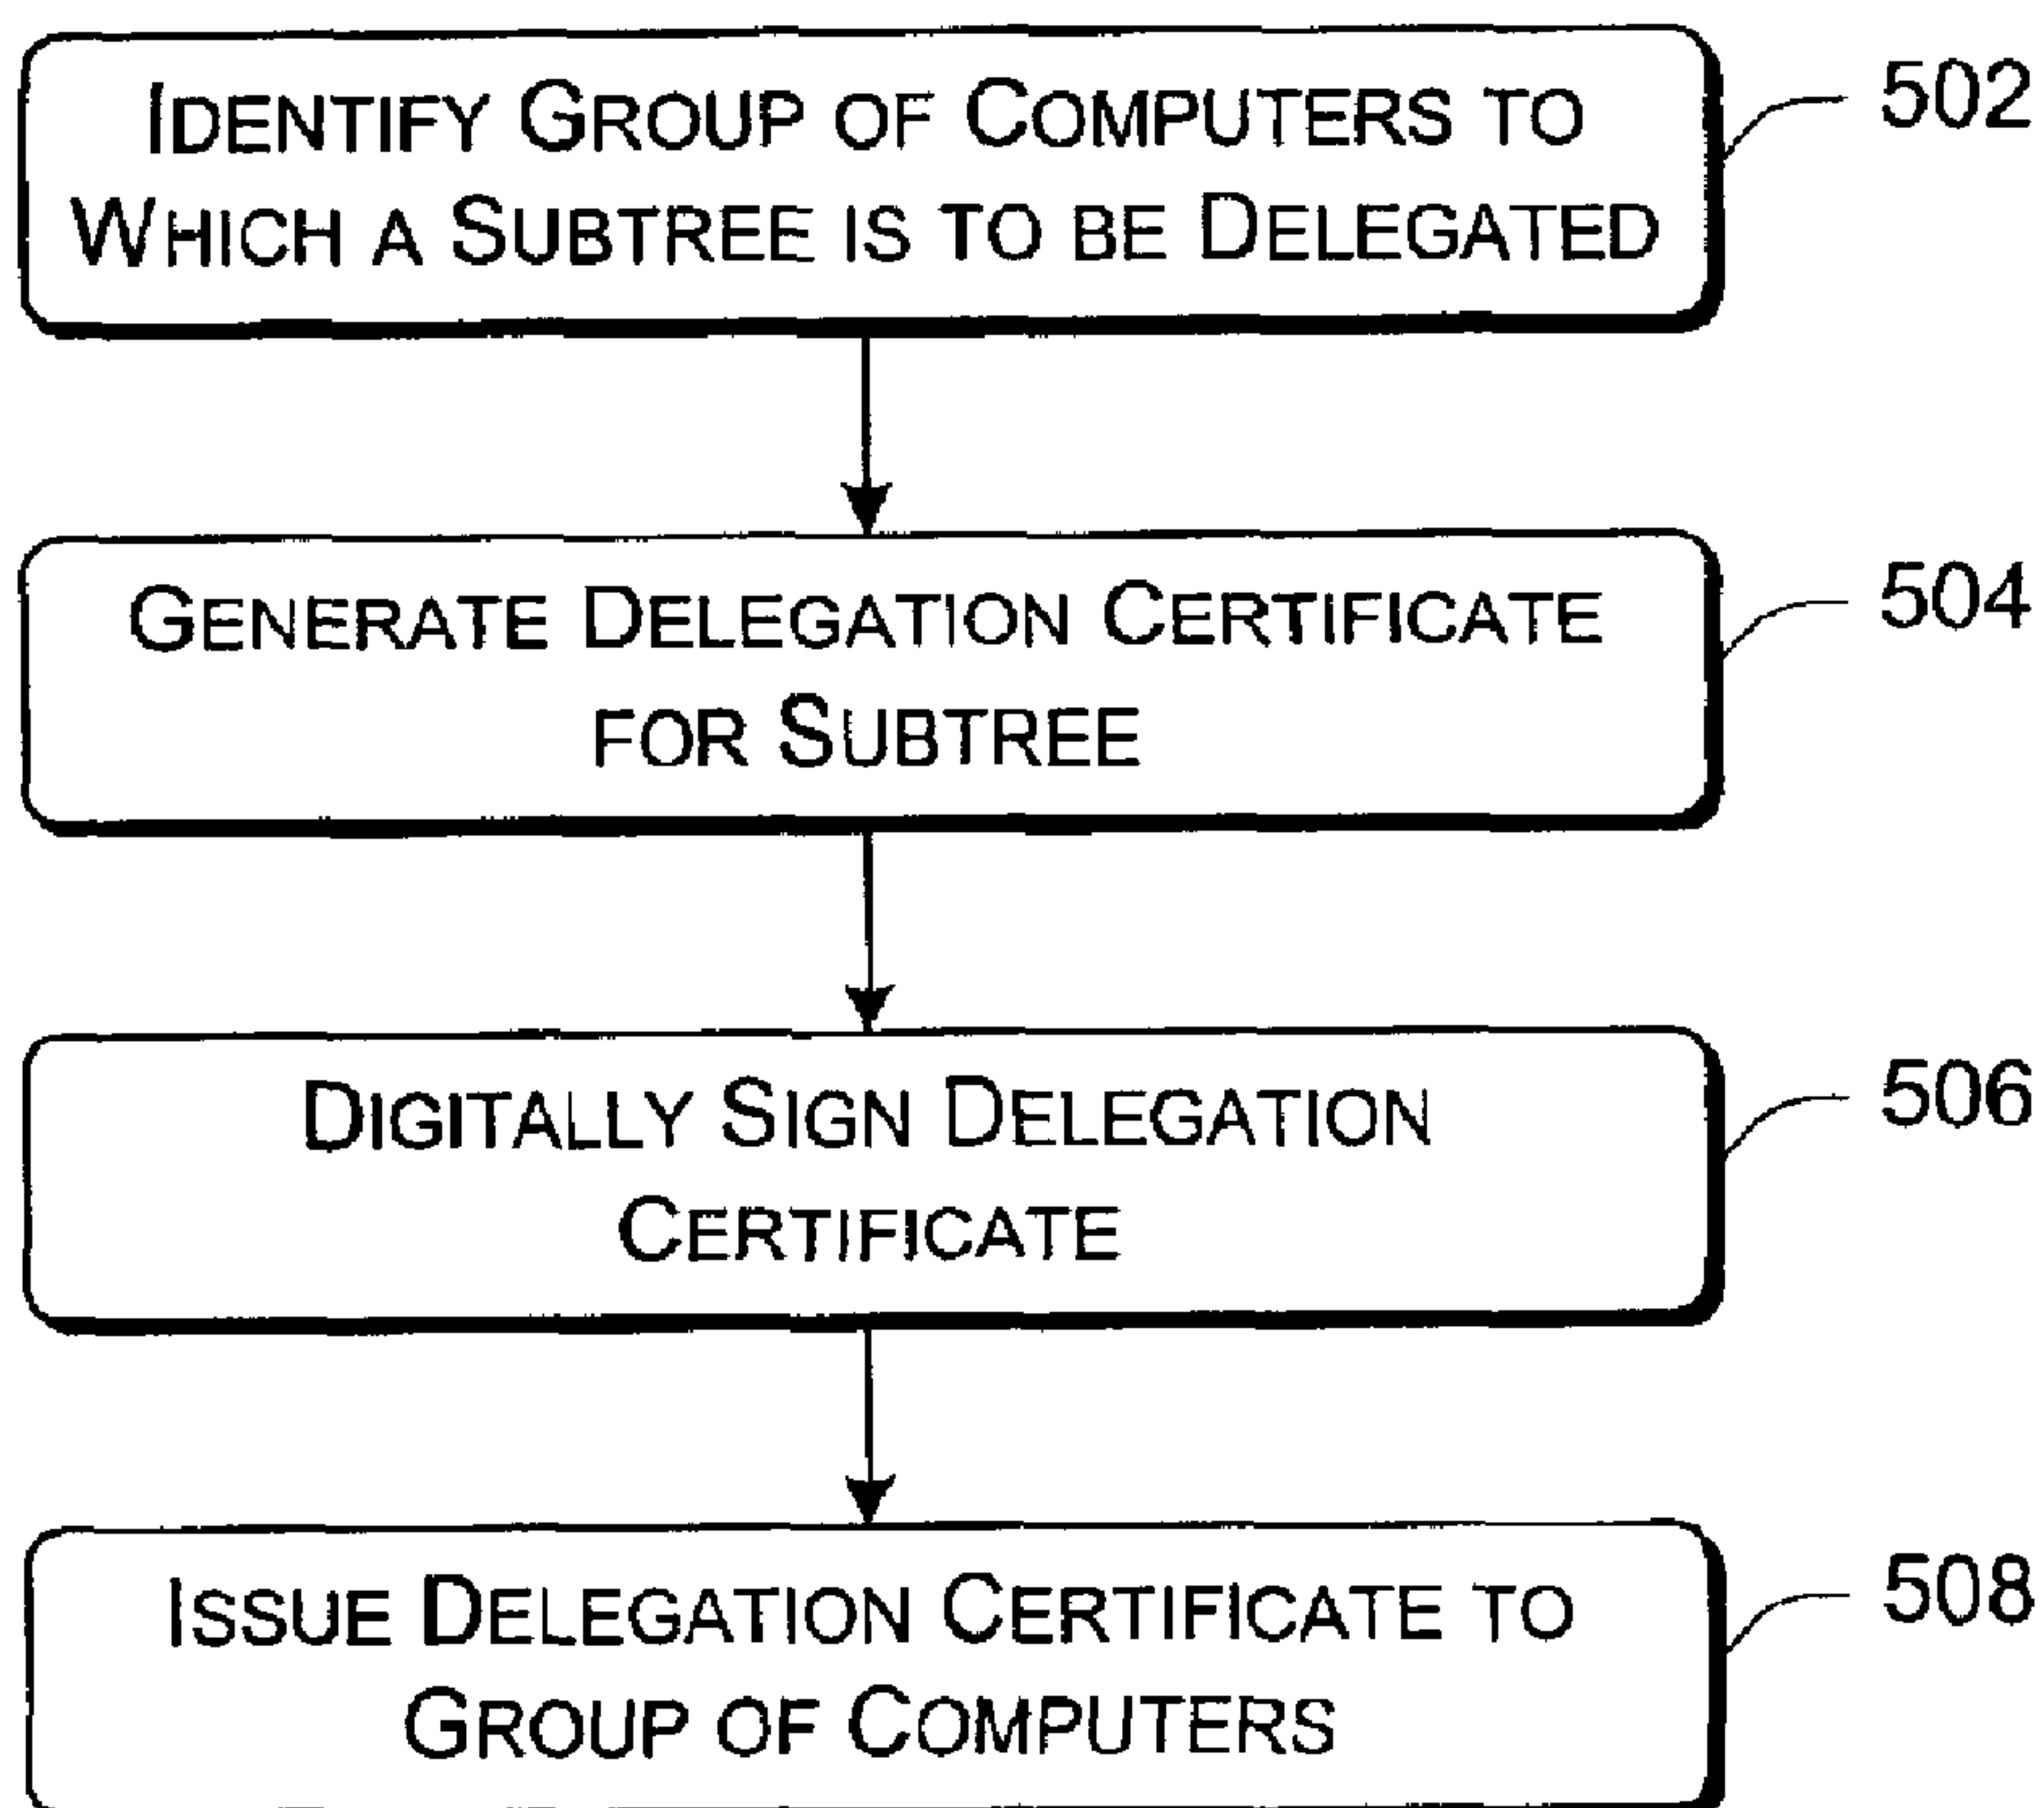 IDENTIFY GROUP OF COMPUTERS TO
WHICH A SUBTREE IS TO BE DELEGATED
502
GENERATE DELEGATION CERTIFICATE
FOR SUBTREE
504
DIGITALLY SIGN DELEGATION
CERTIFICATE
506
ISSUE DELEGATION CERTIFICATE TO
GROUP OF COMPUTERS
508